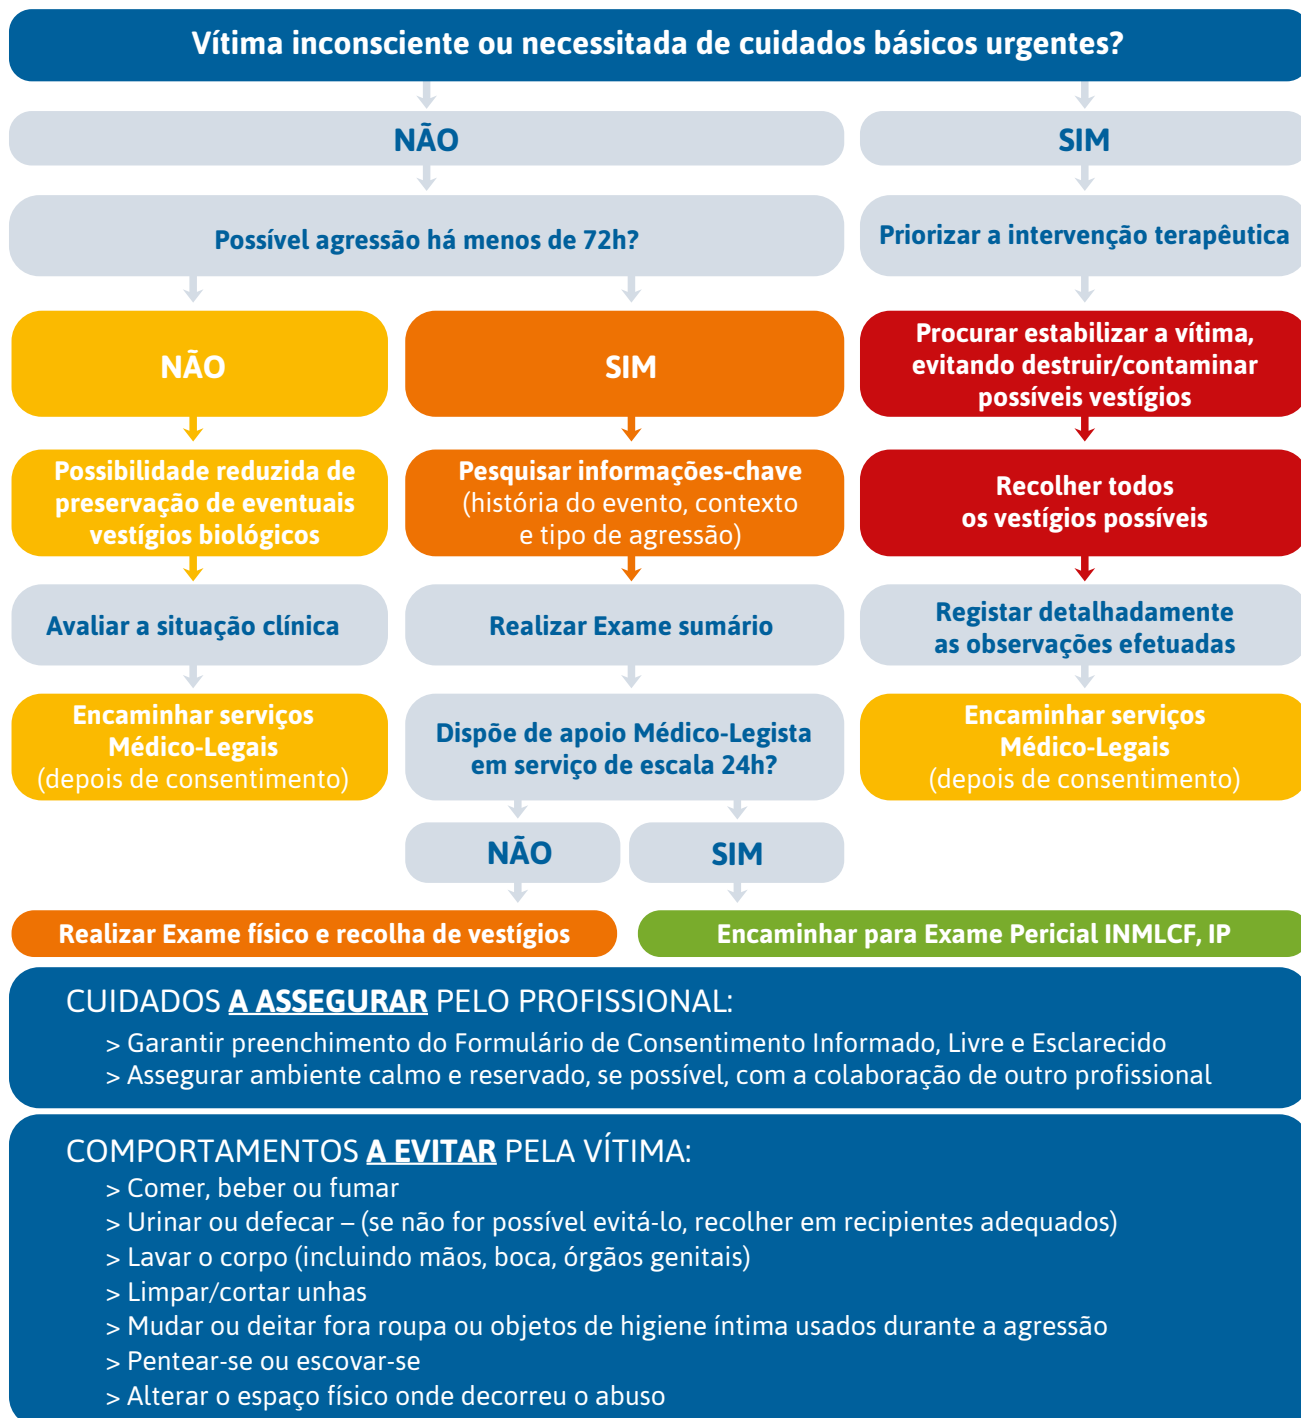 Vítima inconsciente ou necessitada de cuidados básicos urgentes?
NÃO
SIM
Possível agressão há menos de 72h?
Priorizar a intervenção terapêutica
NÃO
SIM
Procurar estabilizar a vítima,
evitando destruir/contaminar
possíveis vestígios
Possibilidade reduzida de
preservação de eventuais
vestígios biológicos
Pesquisar informações-chave
(história do evento, contexto
e tipo de agressão)
Recolher todos
os vestígios possíveis
Avaliar a situação clínica
Realizar Exame sumário
Registar detalhadamente
as observações efetuadas
Encaminhar serviços
Médico-Legais
(depois de consentimento)
Dispõe de apoio Médico-Legista
em serviço de escala 24h?
Encaminhar serviços
Médico-Legais
(depois de consentimento)
NÃO
SIM
Realizar Exame físico e recolha de vestígios
Encaminhar para Exame Pericial INMLCF, IP
CUIDADOS A ASSEGURAR PELO PROFISSIONAL:
> Garantir preenchimento do Formulário de Consentimento Informado, Livre e Esclarecido
> Assegurar ambiente calmo e reservado, se possível, com a colaboração de outro profissional
COMPORTAMENTOS A EVITAR PELA VÍTIMA:
> Comer, beber ou fumar
> Urinar ou defecar – (se não for possível evitá-lo, recolher em recipientes adequados)
> Lavar o corpo (incluindo mãos, boca, órgãos genitais)
> Limpar/cortar unhas
> Mudar ou deitar fora roupa ou objetos de higiene íntima usados durante a agressão
> Pentear-se ou escovar-se
> Alterar o espaço físico onde decorreu o abuso